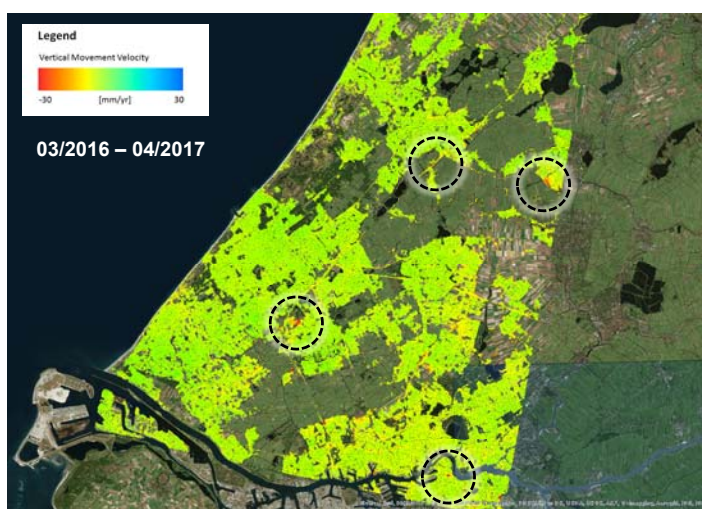 Legend
Vertical Movement Velocity
-30 [mm/yr] 30
03/2016 – 04/2017